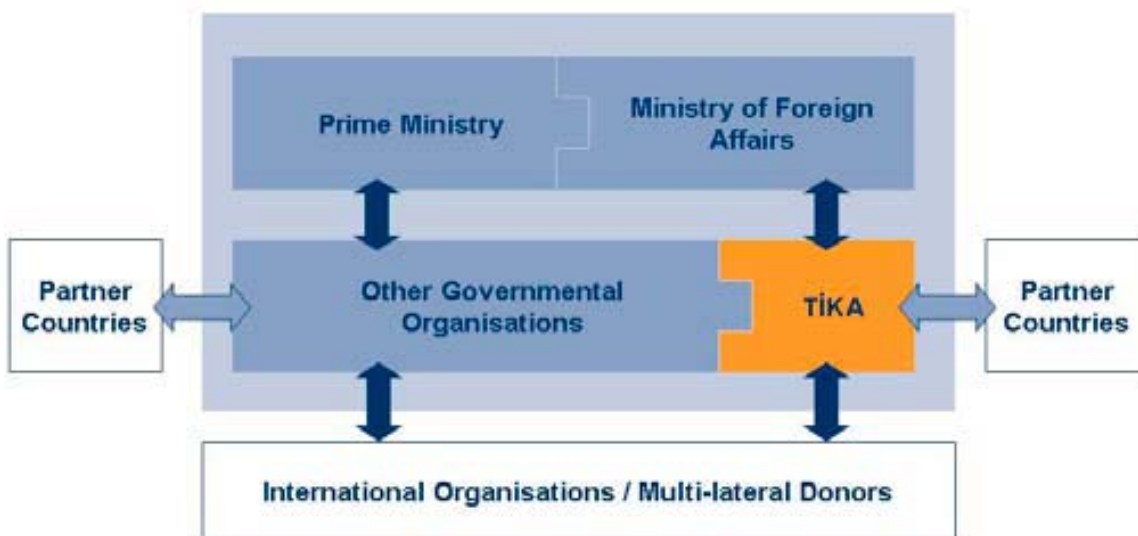 Prime Ministry
Ministry of Foreign
Affairs
Partner
Countries
Other Governmental
Organisations
TİKA
Partner
Countries
International Organisations / Multi-lateral Donors